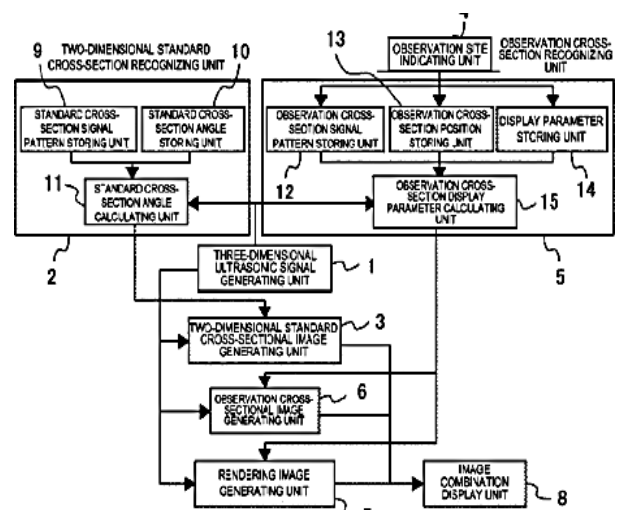 9
TWO-DIMENSIONAL STANDARD
CROSS-SECTION RECOGNIZING UNIT
10
13
OBSERVATION SITE
INDICATING UNIT
OBSERVATION CROSS-
SECTION RECOGNIZING
UNIT
STANDARD CROSS-
SECTION SIGNAL
PATTERN STORING UNIT
STANDARD CROSS-
SECTION ANGLE
STORING UNIT
OBSERVATION CROSS-
SECTION SIGNAL
PATTERN STORING UNIT
OBSERVATION CROSS-
SECTION POSITION
STORING UNIT
DISPLAY PARAMETER
STORING UNIT
11
12
14
STANDARD CROSS-
SECTION ANGLE
CALCULATING UNIT
OBSERVATION CROSS-
SECTION DISPLAY
PARAMETER CALCULATING
UNIT
15
2
5
THREE-DIMENSIONAL
ULTRASONIC SIGNAL
GENERATING UNIT
1
TWO-DIMENSIONAL STANDARD
CROSS-SECTIONAL IMAGE
GENERATING UNIT
3
OBSERVATION CROSS-
SECTIONAL IMAGE
GENERATING UNIT
6
RENDERING IMAGE
GENERATING UNIT
IMAGE
COMBINATION
DISPLAY UNIT
8